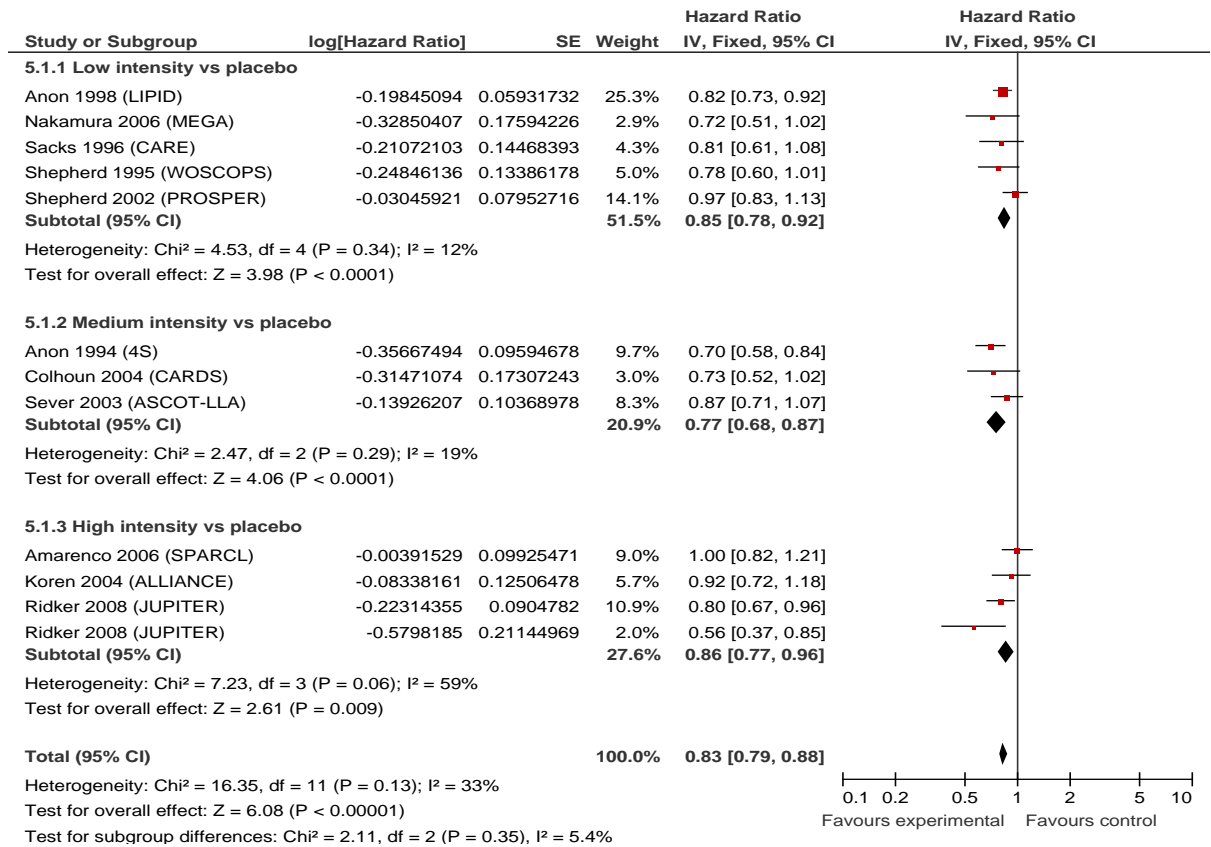 Hazard Ratio Hazard Ratio
Study or Subgroup log[Hazard Ratio] SE Weight IV, Fixed, 95% CI IV, Fixed, 95% CI
5.1.1 Low intensity vs placebo
Anon 1998 (LIPID) -0.19845094 0.05931732 25.3% 0.82 [0.73, 0.92]
Nakamura 2006 (MEGA) -0.32850407 0.17594226 2.9% 0.72 [0.51, 1.02]
Sacks 1996 (CARE) -0.21072103 0.14468393 4.3% 0.81 [0.61, 1.08]
Shepherd 1995 (WOSCOPS) -0.24846136 0.13386178 5.0% 0.78 [0.60, 1.01]
Shepherd 2002 (PROSPER) -0.03045921 0.07952716 14.1% 0.97 [0.83, 1.13]
Subtotal (95% CI) 51.5% 0.85 [0.78, 0.92]
Heterogeneity: Chi² = 4.53, df = 4 (P = 0.34); I² = 12%
Test for overall effect: Z = 3.98 (P < 0.0001)
5.1.2 Medium intensity vs placebo
Anon 1994 (4S) -0.35667494 0.09594678 9.7% 0.70 [0.58, 0.84]
Colhoun 2004 (CARDS) -0.31471074 0.17307243 3.0% 0.73 [0.52, 1.02]
Sever 2003 (ASCOT-LLA) -0.13926207 0.10368978 8.3% 0.87 [0.71, 1.07]
Subtotal (95% CI) 20.9% 0.77 [0.68, 0.87]
Heterogeneity: Chi² = 2.47, df = 2 (P = 0.29); I² = 19%
Test for overall effect: Z = 4.06 (P < 0.0001)
5.1.3 High intensity vs placebo
Amarenco 2006 (SPARCL) -0.00391529 0.09925471 9.0% 1.00 [0.82, 1.21]
Koren 2004 (ALLIANCE) -0.08338161 0.12506478 5.7% 0.92 [0.72, 1.18]
Ridker 2008 (JUPITER) -0.22314355 0.0904782 10.9% 0.80 [0.67, 0.96]
Ridker 2008 (JUPITER) -0.5798185 0.21144969 2.0% 0.56 [0.37, 0.85]
Subtotal (95% CI) 27.6% 0.86 [0.77, 0.96]
Heterogeneity: Chi² = 7.23, df = 3 (P = 0.06); I² = 59%
Test for overall effect: Z = 2.61 (P = 0.009)
Total (95% CI) 100.0% 0.83 [0.79, 0.88]
Heterogeneity: Chi² = 16.35, df = 11 (P = 0.13); I² = 33%
Test for overall effect: Z = 6.08 (P < 0.00001)
Test for subgroup differences: Chi² = 2.11, df = 2 (P = 0.35), I² = 5.4%
0.1 0.2 0.5 1 2 5 10
Favours experimental Favours control